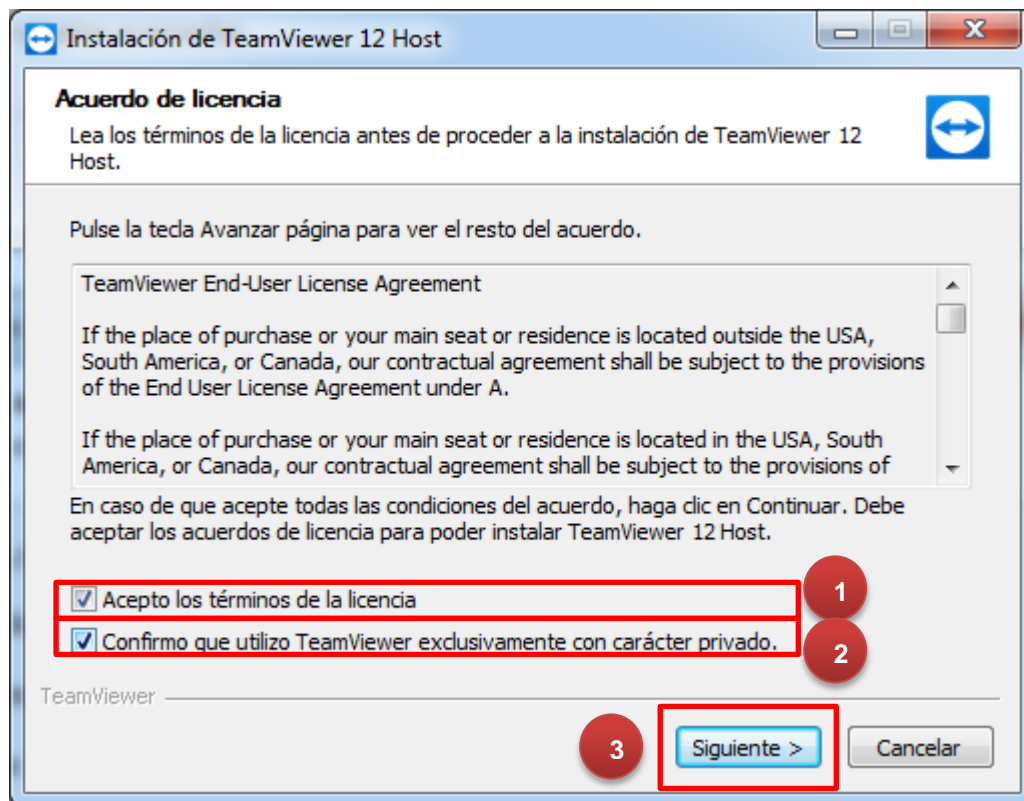 Instalación de TeamViewer 12 Host
X
Acuerdo de licencia
Lea los términos de la licencia antes de proceder a la instalación de TeamViewer 12
Host.
Pulse la tecla Avanzar página para ver el resto del acuerdo.
TeamViewer End-User License Agreement
If the place of purchase or your main seat or residence is located outside the USA,
South America, or Canada, our contractual agreement shall be subject to the provisions
of the End User License Agreement under A.
If the place of purchase or your main seat or residence is located in the USA, South
America, or Canada, our contractual agreement shall be subject to the provisions of
En caso de que acepte todas las condiciones del acuerdo, haga clic en Continuar. Debe
aceptar los acuerdos de licencia para poder instalar TeamViewer 12 Host.
Acepto los términos de la licencia
1
Confirmo que utilizo TeamViewer exclusivamente con carácter privado.
2
TeamViewer
3
Siguiente >
Cancelar